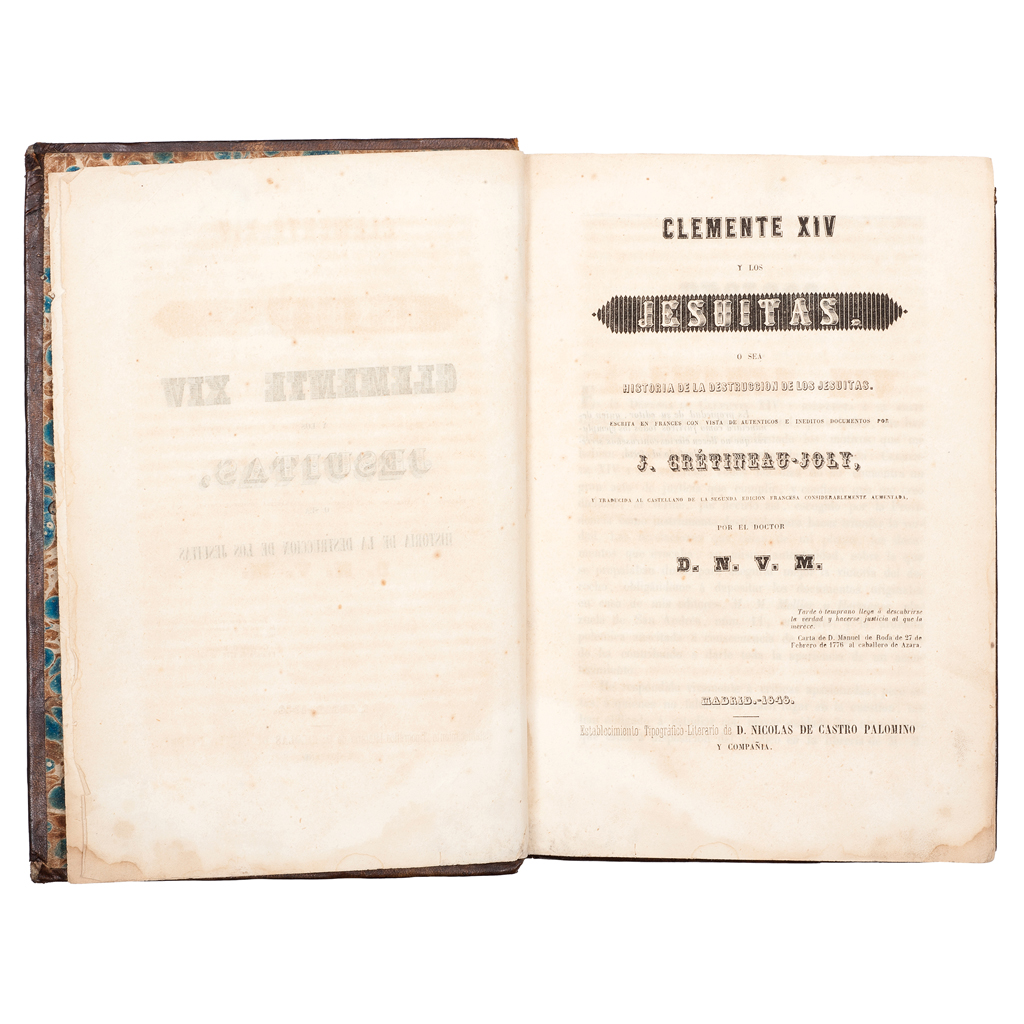 CLEMENTE XIV
Y LOS
JESUITAS.
O SEA
HISTORIA DE LA DESTRUCCION DE LOS JESUITAS.
ESCRITA EN FRANCES CON VISTA DE AUTENTICOS E INEDITOS DOCUMENTOS POR
J. CRÉTINEAU-JOLY,
Y TRADUCIDA AL CASTELLANO DE LA SEGUNDA EDICION FRANCESA CONSIDERABLEMENTE AUMENTADA,
POR EL DOCTOR
D. N. V. M.
Tarde ó temprano llega á descubrirse
la verdad y hacerse justicia al que la
merece.
Carta de D. Manuel de Roda de 27 de
Febrero de 1776 al caballero de Azara.
MADRID.-1848.
Establecimiento Tipográfico-Literario de D. NICOLAS DE CASTRO PALOMINO
Y COMPAÑIA.